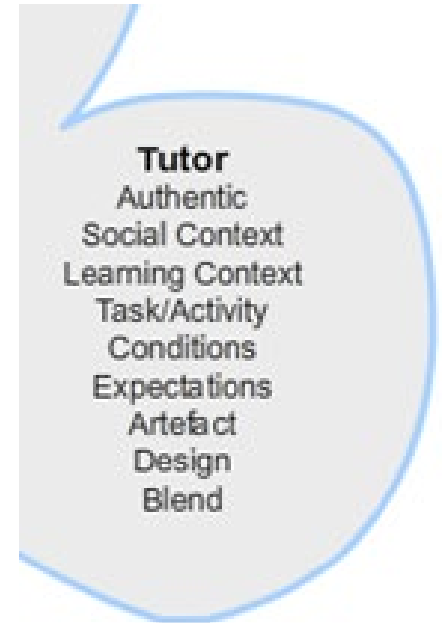 Tutor
Authentic
Social Context
Learning Context
Task/Activity
Conditions
Expectations
Artefact
Design
Blend